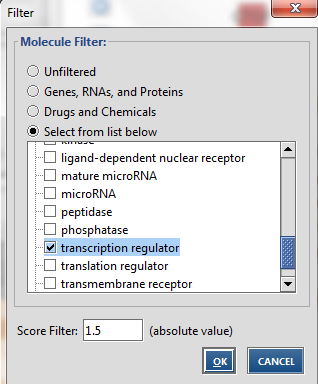 Filter
Molecule Filter:
Unfiltered
Genes, RNAs, and Proteins
Drugs and Chemicals
Select from list below
kinase
ligand-dependent nuclear receptor
mature microRNA
microRNA
peptidase
phosphatase
transcription regulator
translation regulator
transmembrane receptor
Score Filter: 1.5 (absolute value)
OK CANCEL